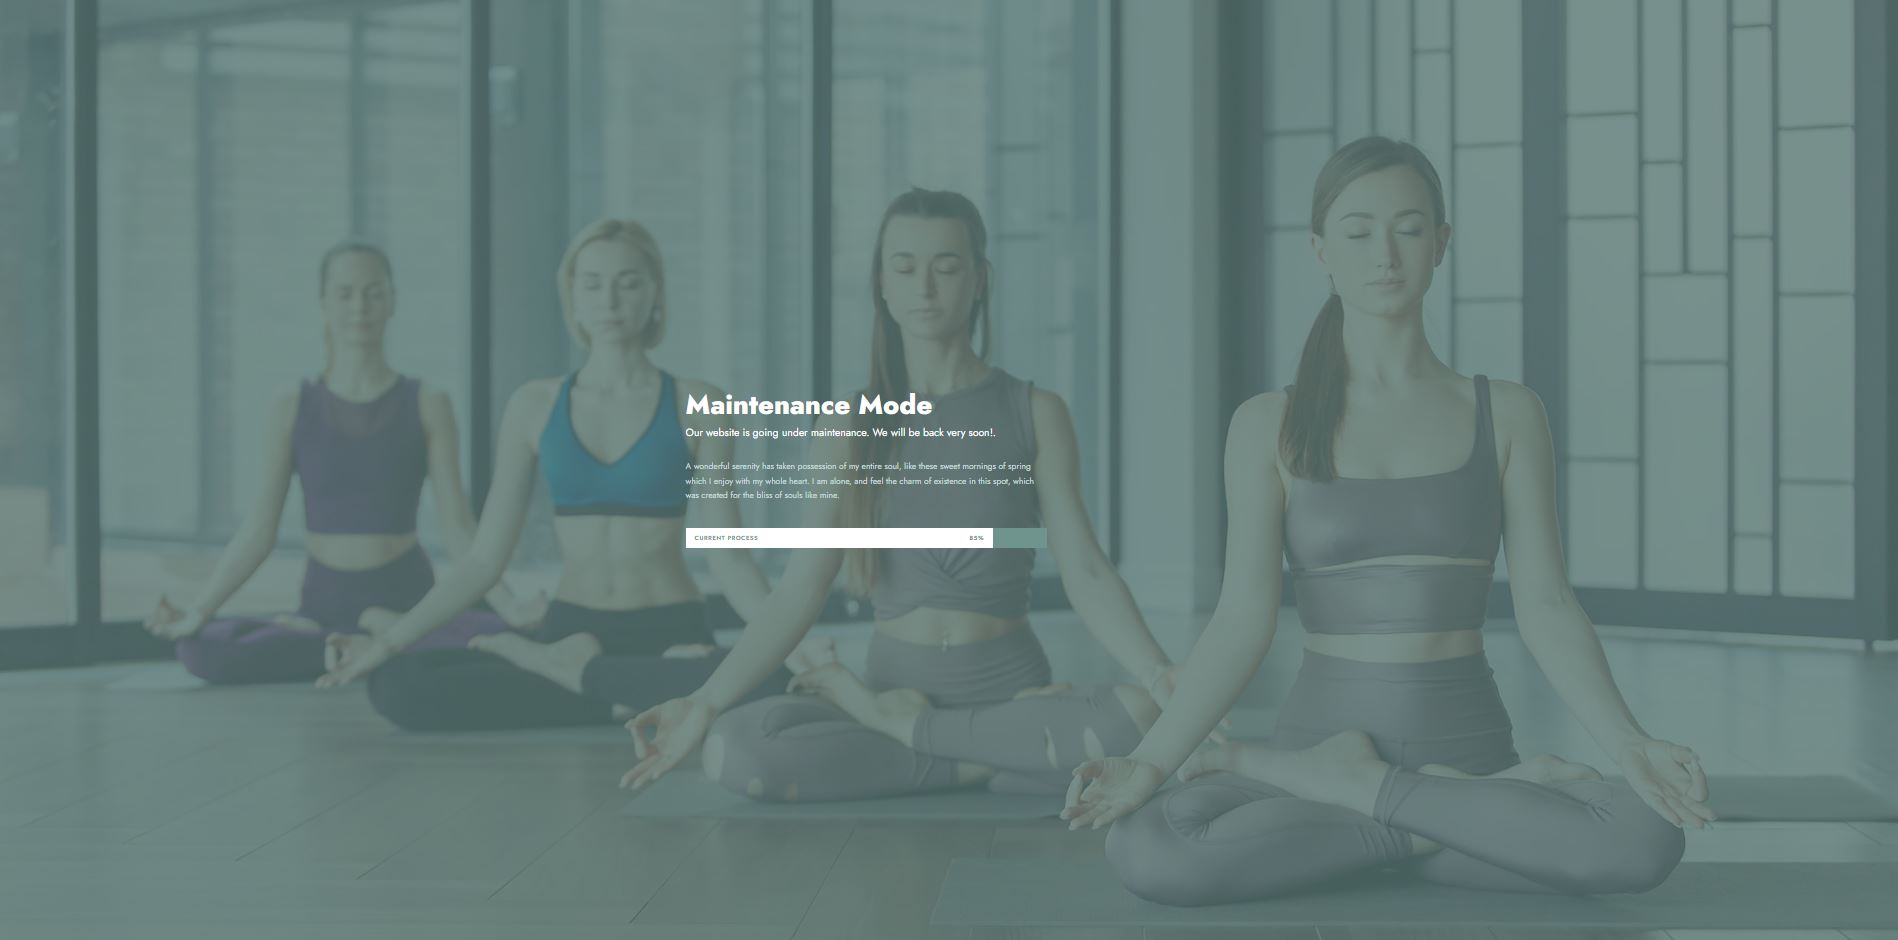 Maintenance Mode
Our website is going under maintenance. We will be back very soon!.
A wonderful serenity has taken possession of my entire soul, like these sweet mornings of spring
which I enjoy with my whole heart. I am alone, and feel the charm of existence in this spot, which
was created for the bliss of souls like mine.
CURRENT PROCESS 85%